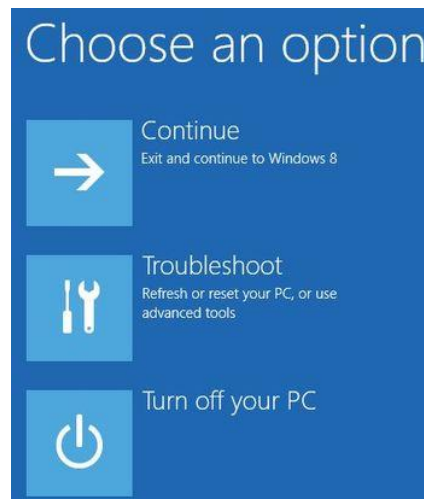 Choose an option
Continue
Exit and continue to Windows 8
Troubleshoot
Refresh or reset your PC, or use
advanced tools
Turn off your PC